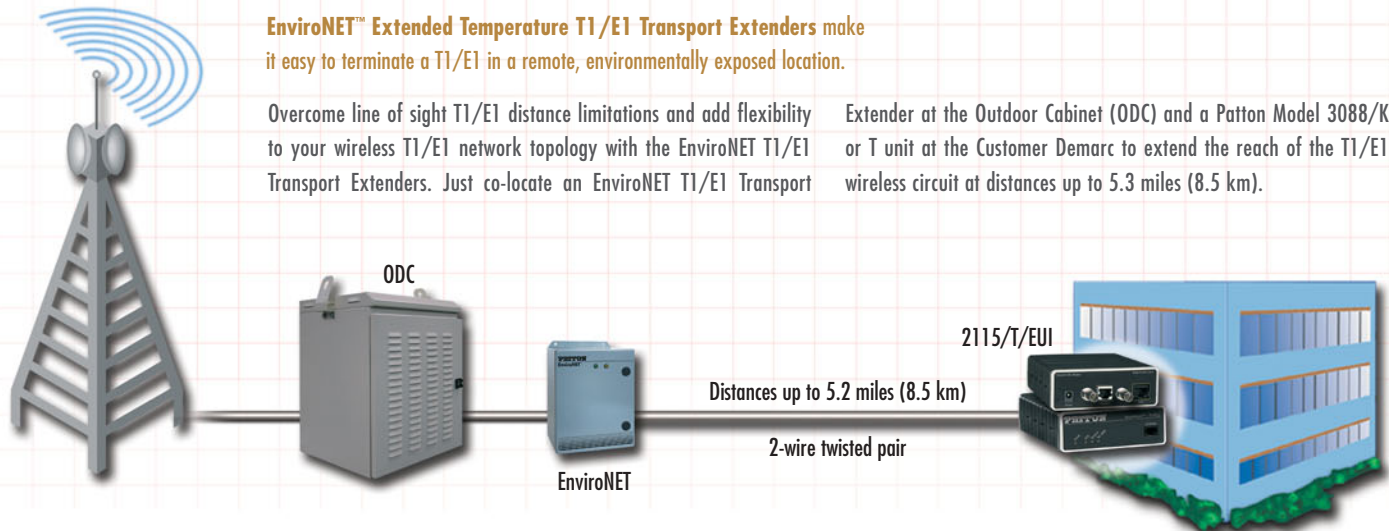 EnviroNET™ Extended Temperature T1/E1 Transport Extenders make
it easy to terminate a T1/E1 in a remote, environmentally exposed location.
Overcome line of sight T1/E1 distance limitations and add flexibility
to your wireless T1/E1 network topology with the EnviroNET T1/E1
Transport Extenders. Just co-locate an EnviroNET T1/E1 Transport
Extender at the Outdoor Cabinet (ODC) and a Patton Model 3088/K
or T unit at the Customer Demarc to extend the reach of the T1/E1
wireless circuit at distances up to 5.3 miles (8.5 km).
ODC
PATTON
EnviroNET
EnviroNET
Distances up to 5.2 miles (8.5 km)
2-wire twisted pair
2115/T/EUI
PATTON